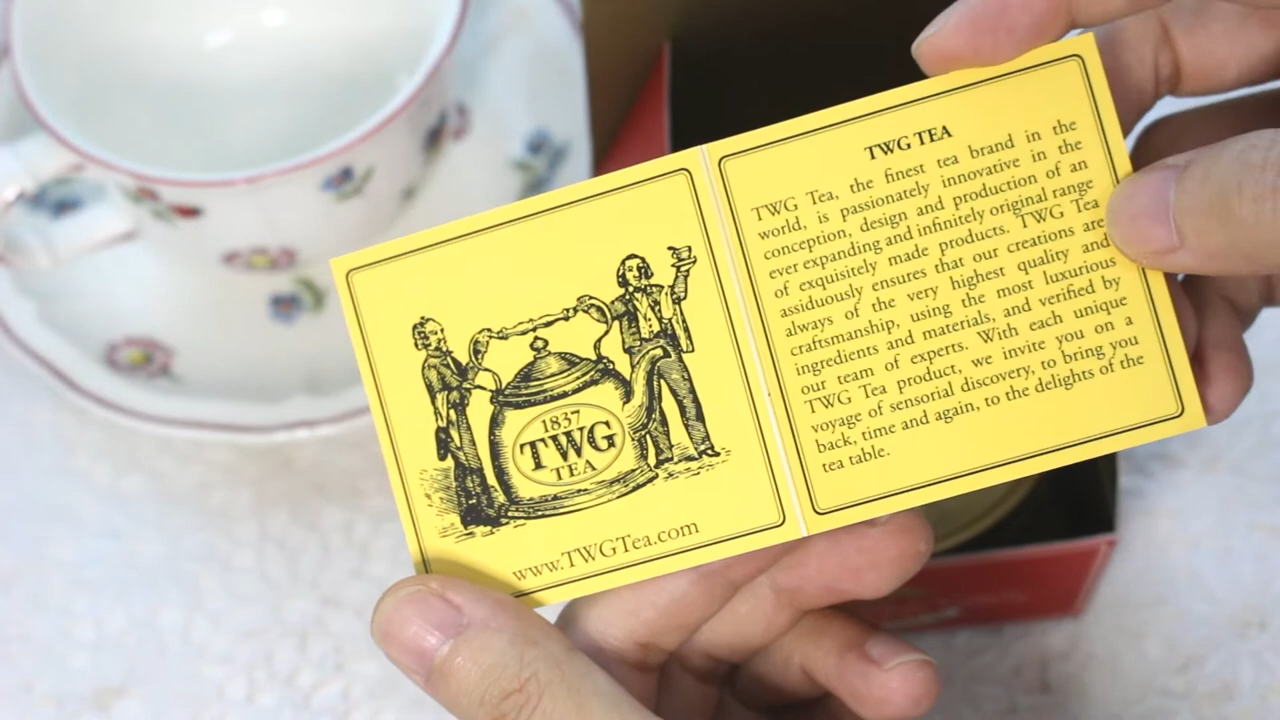 1837
TWG
TEA
www.TWGTea.com
TWG TEA
TWG Tea, the finest tea brand in the
world, is passionately innovative in the
conception, design and production of an
ever expanding and infinitely original range
of exquisitely made products. TWG Tea
assiduously ensures that our creations are
always of the very highest quality and
craftsmanship, using the most luxurious
ingredients and materials, and verified by
our team of experts. With each unique
TWG Tea product, we invite you on a
voyage of sensorial discovery, to bring you
back, time and again, to the delights of the
tea table.